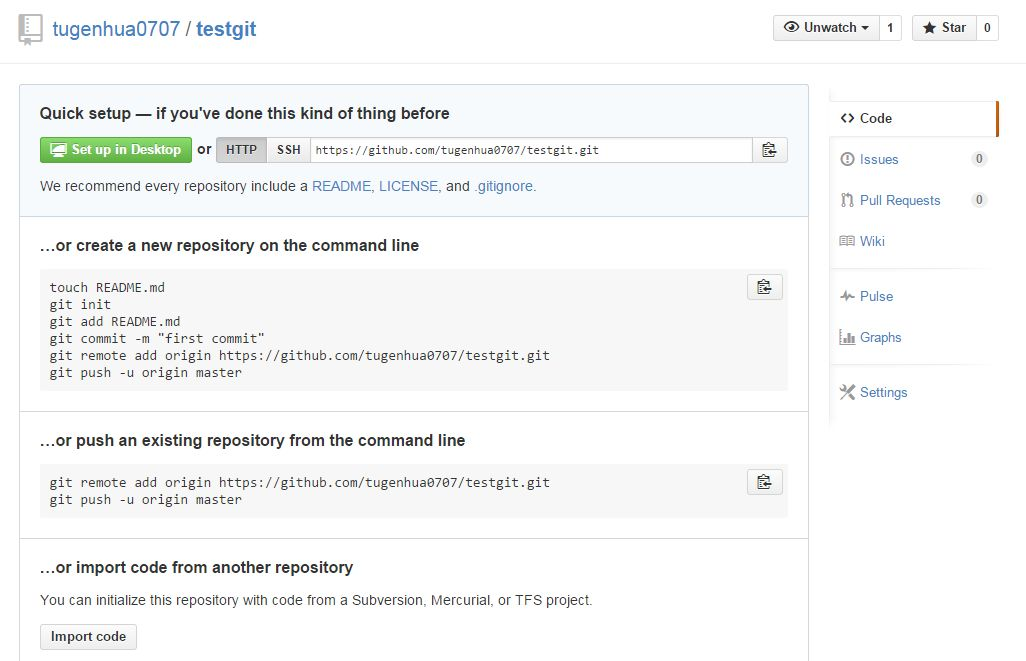 tugenhua0707 / testgit
Unwatch 1 Star 0
Quick setup — if you've done this kind of thing before
Set up in Desktop or HTTP SSH https://github.com/tugenhua0707/testgit.git
We recommend every repository include a README, LICENSE, and .gitignore.
…or create a new repository on the command line
touch README.md
git init
git add README.md
git commit -m "first commit"
git remote add origin https://github.com/tugenhua0707/testgit.git
git push -u origin master
…or push an existing repository from the command line
git remote add origin https://github.com/tugenhua0707/testgit.git
git push -u origin master
…or import code from another repository
You can initialize this repository with code from a Subversion, Mercurial, or TFS project.
Import code
Code
Issues 0
Pull Requests 0
Wiki
Pulse
Graphs
Settings